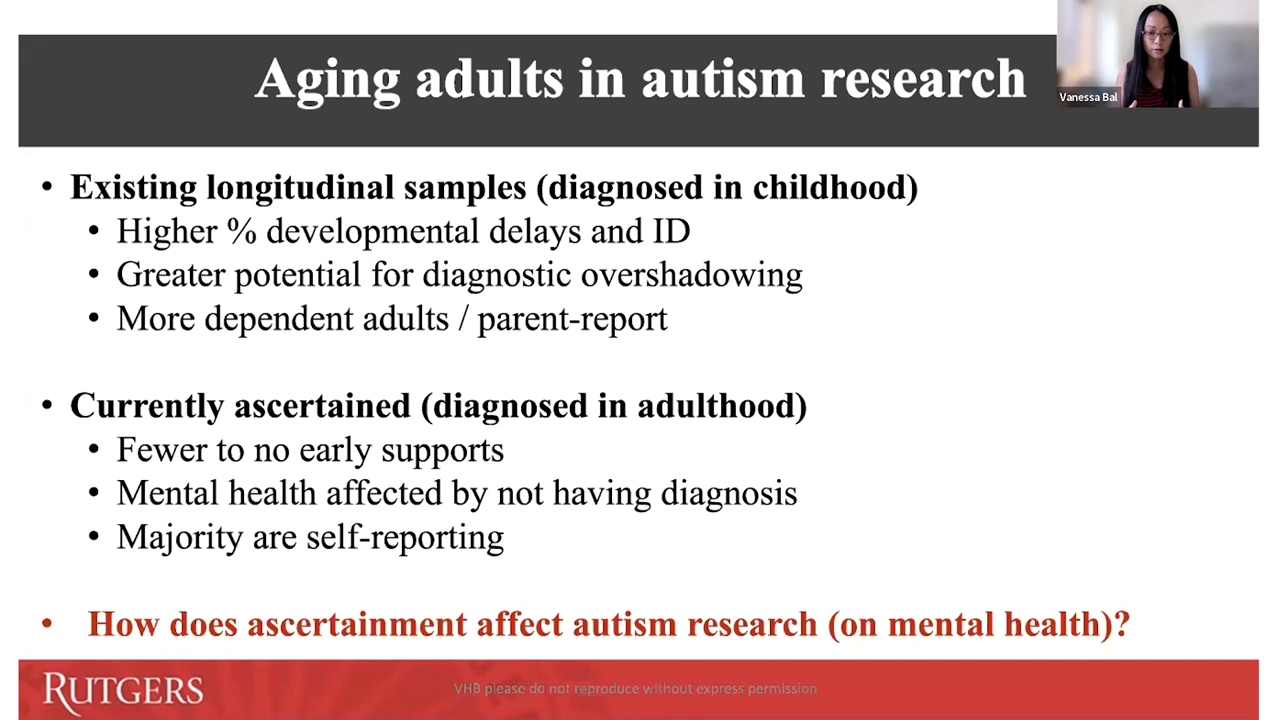 Aging adults in autism research
Vanessa Bal
• Existing longitudinal samples (diagnosed in childhood)
• Higher % developmental delays and ID
• Greater potential for diagnostic overshadowing
• More dependent adults / parent-report
• Currently ascertained (diagnosed in adulthood)
• Fewer to no early supports
• Mental health affected by not having diagnosis
• Majority are self-reporting
• How does ascertainment affect autism research (on mental health)?
RUTGERS
VHB please do not reproduce without express permission